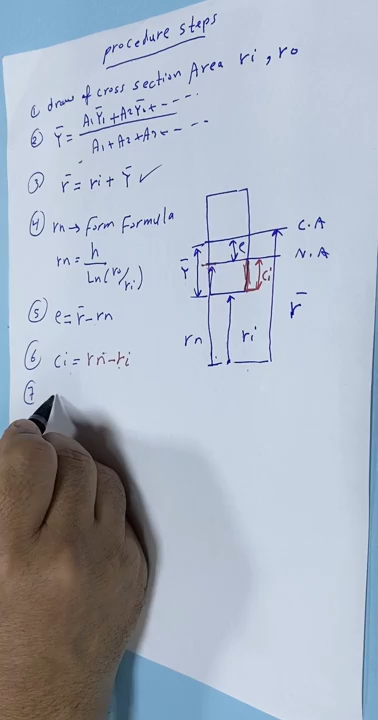 procedure steps
① draw of cross section Area ri, ro
② Ȳ = A1Ȳ1 + A2Ȳ2 + ----
A1 + A2 + A3 + - - --
③ r̄ = ri + Ȳ ✓
④ rn → Form Formula
rn = h
Ln(ro/ri)
⑤ e = r̄ - rn
⑥ ci = rn - ri
⑦
C.A
e
N.A
Ȳ
ci
r̄
rn
ri